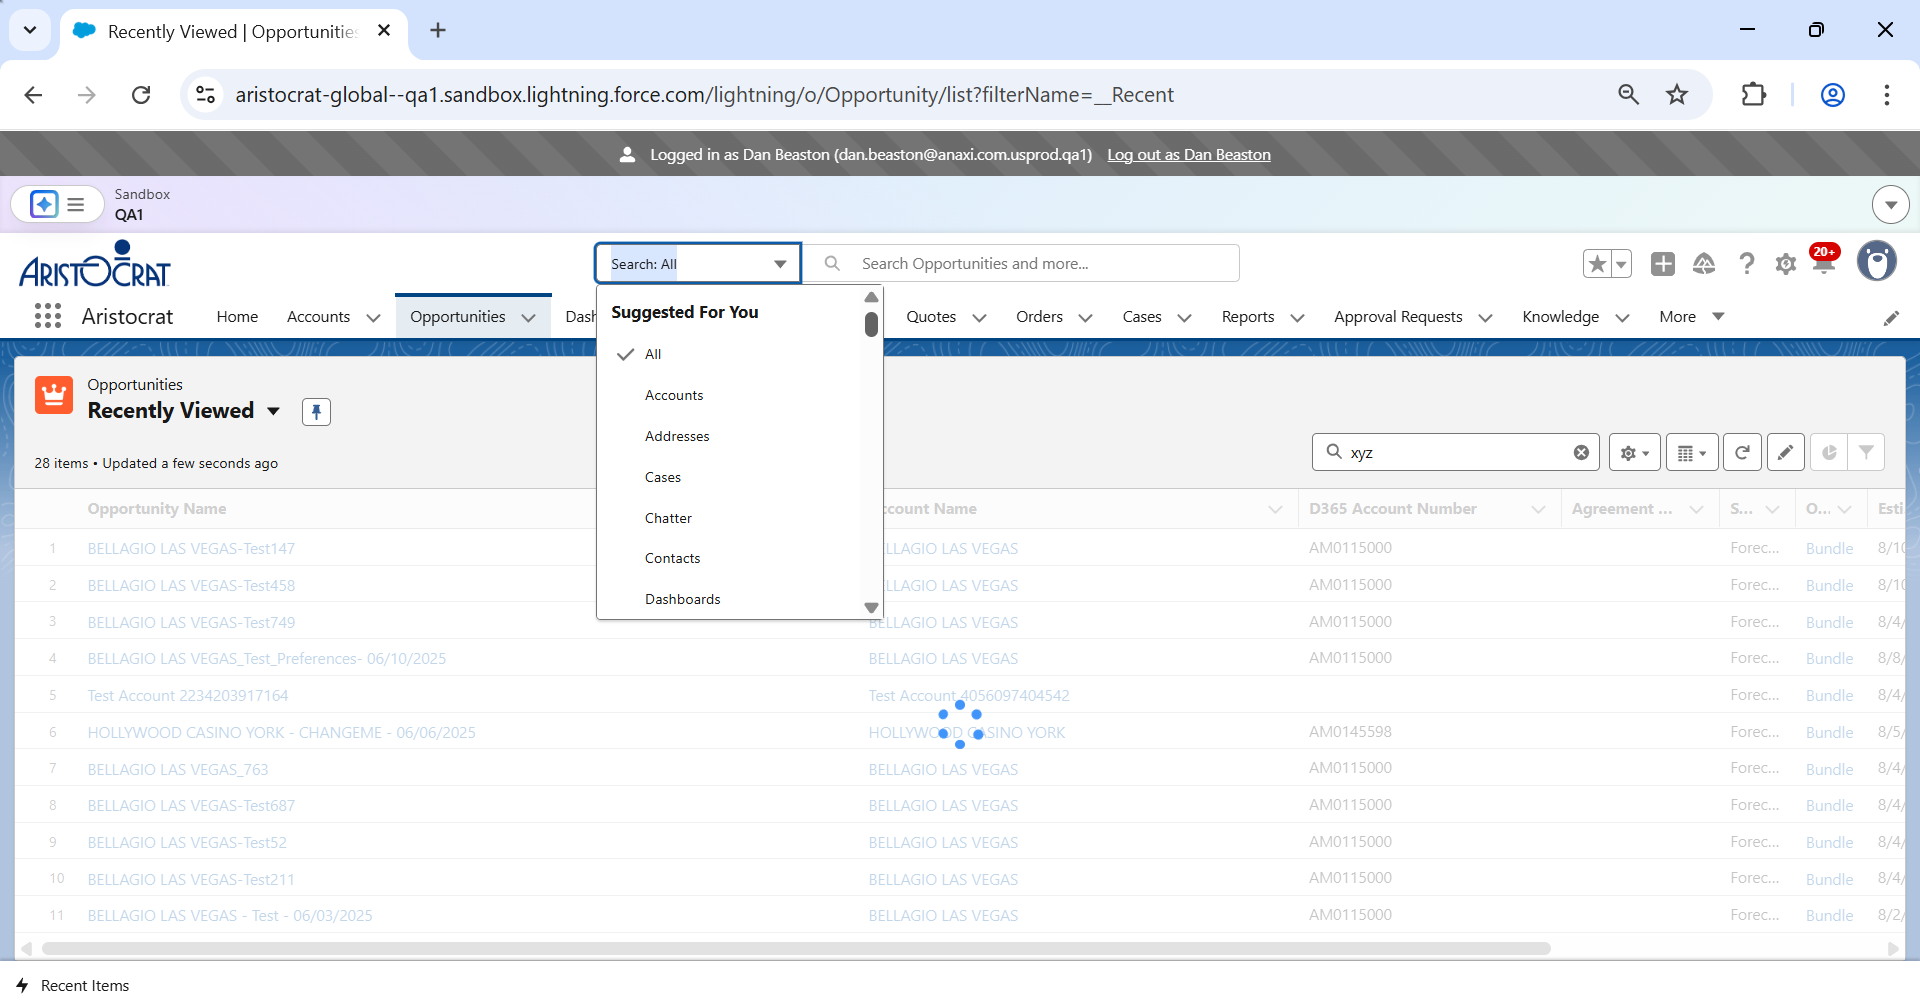 Recently Viewed | Opportunities
aristocrat-global--qa1.sandbox.lightning.force.com/lightning/o/Opportunity/list?filterName=__Recent
Logged in as Dan Beaston (dan.beaston@anaxi.com.usprod.qa1) Log out as Dan Beaston
Sandbox
QA1
ARISTOCRAT
Search: All
Search Opportunities and more...
20+
Aristocrat
Home Accounts Opportunities Dash Quotes Orders Cases Reports Approval Requests Knowledge More
Suggested For You
All
Accounts
Addresses
Cases
Chatter
Contacts
Dashboards
Opportunities
Recently Viewed
28 items • Updated a few seconds ago
xyz
Opportunity Name ccount Name D365 Account Number Agreement ... S... O... Esti
1 BELLAGIO LAS VEGAS-Test147 LLAGIO LAS VEGAS AM0115000 Forec... Bundle 8/10
2 BELLAGIO LAS VEGAS-Test458 LLAGIO LAS VEGAS AM0115000 Forec... Bundle 8/10
3 BELLAGIO LAS VEGAS-Test749 BELLAGIO LAS VEGAS AM0115000 Forec... Bundle 8/4/
4 BELLAGIO LAS VEGAS_Test_Preferences- 06/10/2025 BELLAGIO LAS VEGAS AM0115000 Forec... Bundle 8/8/
5 Test Account 2234203917164 Test Account 4056097404542 Forec... Bundle 8/4/
6 HOLLYWOOD CASINO YORK - CHANGEME - 06/06/2025 HOLLYWOOD CASINO YORK AM0145598 Forec... Bundle 8/5/
7 BELLAGIO LAS VEGAS_763 BELLAGIO LAS VEGAS AM0115000 Forec... Bundle 8/4/
8 BELLAGIO LAS VEGAS-Test687 BELLAGIO LAS VEGAS AM0115000 Forec... Bundle 8/4/
9 BELLAGIO LAS VEGAS-Test52 BELLAGIO LAS VEGAS AM0115000 Forec... Bundle 8/4/
10 BELLAGIO LAS VEGAS-Test211 BELLAGIO LAS VEGAS AM0115000 Forec... Bundle 8/4/
11 BELLAGIO LAS VEGAS - Test - 06/03/2025 BELLAGIO LAS VEGAS AM0115000 Forec... Bundle 8/2/
Recent Items